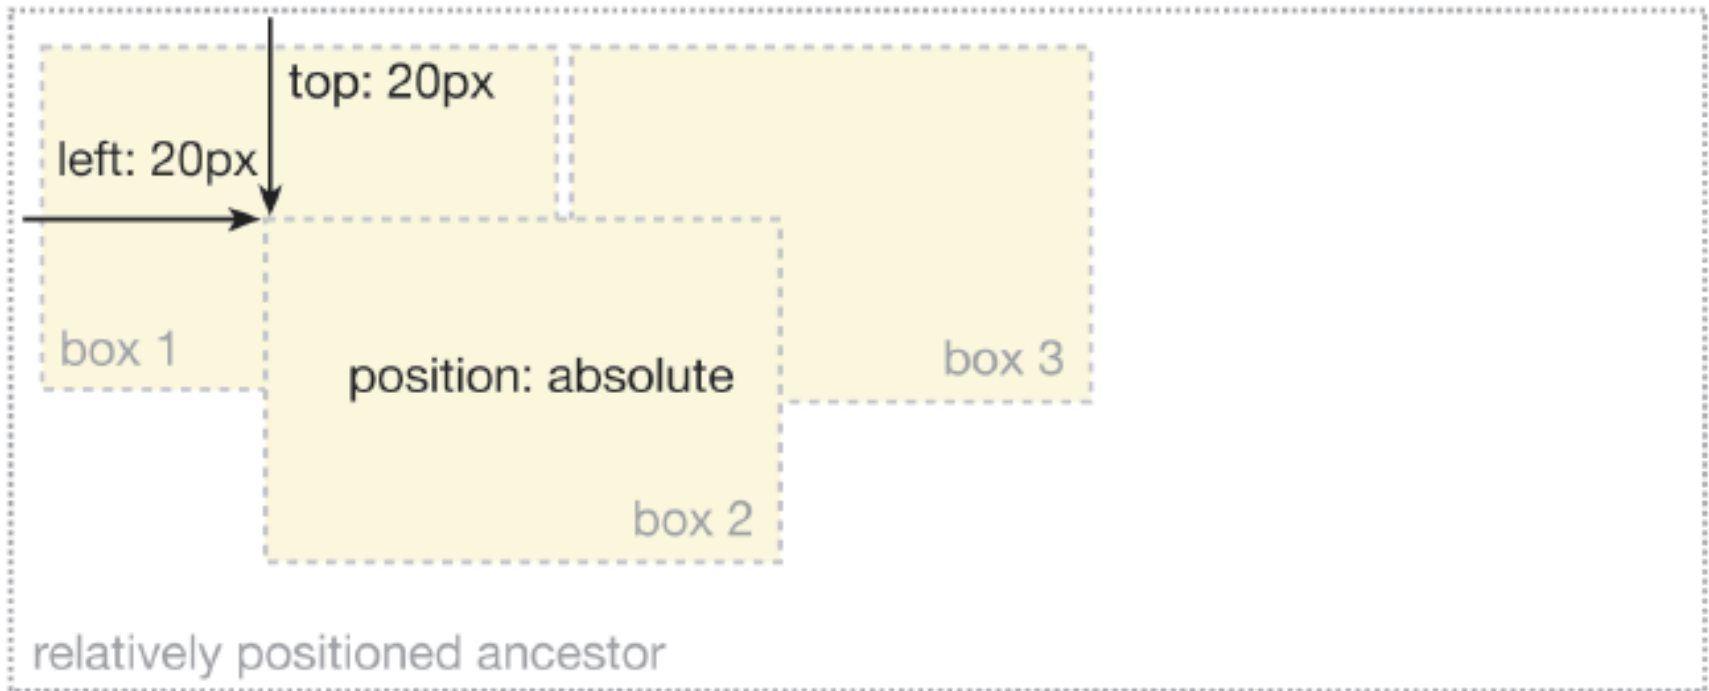 top: 20px
left: 20px
box 1
box 3
position: absolute
box 2
relatively positioned ancestor